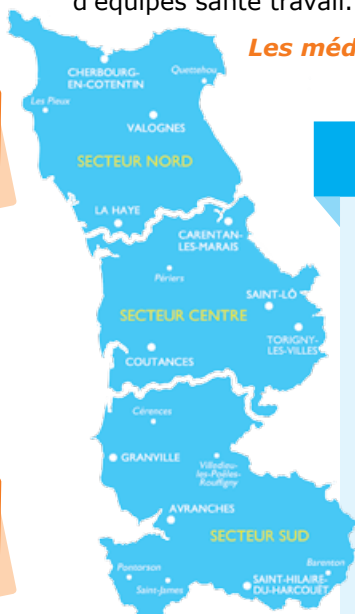 d'équipes santé travail.
Les méd
CHERBOURG-
EN-COTENTIN
Quettehou
Les Pieux
VALOGNES
SECTEUR NORD
LA HAYE
CARENTAN-
LES-MARAIS
Périers
SAINT-LÔ
SECTEUR CENTRE
TORIGNY-
LES-VILLES
COUTANCES
Cérences
GRANVILLE
Villedieu-
les-Poêles-
Rouffigny
AVRANCHES
SECTEUR SUD
Pontorson
Saint-James
Barenton
SAINT-HILAIRE-
DU-HARCOUËT